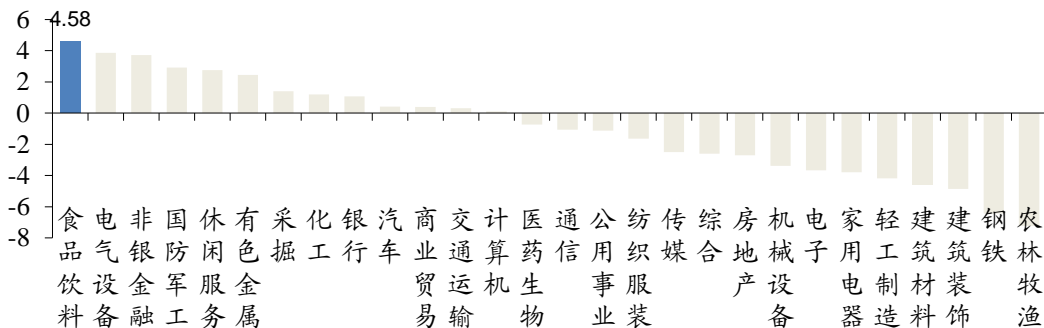 6
4.58
4
2
0
-2
-4
-6
-8
食品饮料
电气设备
非银金融
国防军工
休闲服务
有色金属
采掘
化工
银行
汽车
商业贸易
交通运输
计算机
医药生物
通信
公用事业
纺织服装
传媒
综合
房地产
机械设备
电子
家用电器
轻工制造
建筑材料
建筑装饰
钢铁
农林牧渔